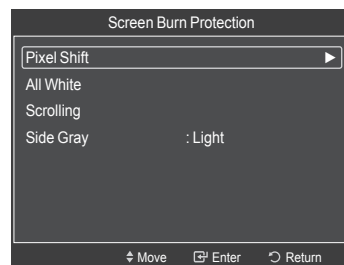 Screen Burn Protection
Pixel Shift ►
All White
Scrolling
Side Gray : Light
Move Enter Return